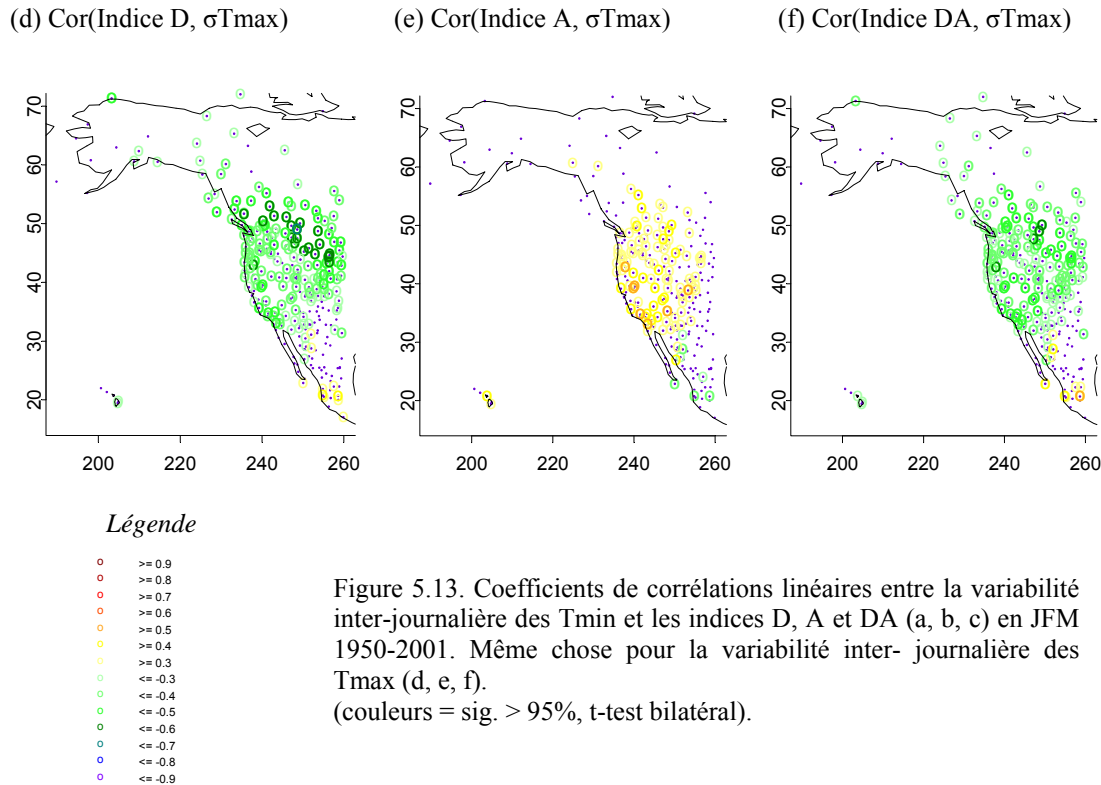 (d) Cor(Indice D, σTmax)
(e) Cor(Indice A, σTmax)
(f) Cor(Indice DA, σTmax)
70
60
50
40
30
20
200 220 240 260
70
60
50
40
30
20
200 220 240 260
70
60
50
40
30
20
200 220 240 260
Légende
o >= 0.9
o >= 0.8
o >= 0.7
o >= 0.6
o >= 0.5
o >= 0.4
o >= 0.3
o <= -0.3
o <= -0.4
o <= -0.5
o <= -0.6
o <= -0.7
o <= -0.8
o <= -0.9
Figure 5.13. Coefficients de corrélations linéaires entre la variabilité
inter-journalière des Tmin et les indices D, A et DA (a, b, c) en JFM
1950-2001. Même chose pour la variabilité inter- journalière des
Tmax (d, e, f).
(couleurs = sig. > 95%, t-test bilatéral).